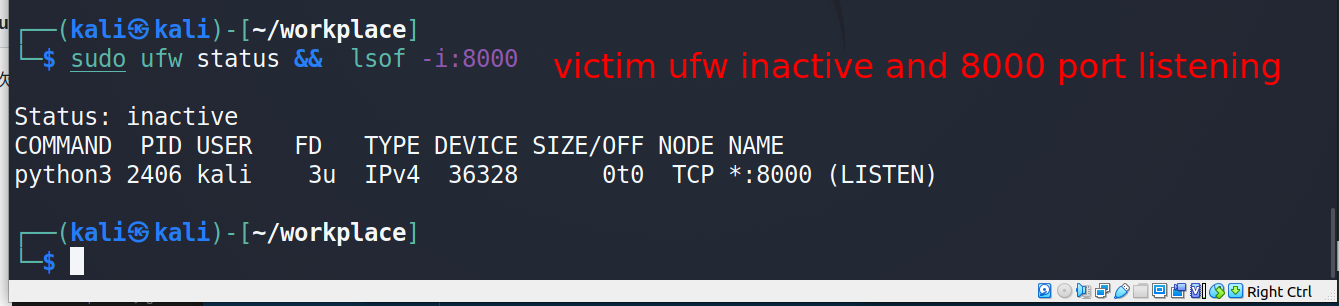 ┌──(kali㉿kali)-[~/workplace]
└─$ sudo ufw status && lsof -i:8000
victim ufw inactive and 8000 port listening
Status: inactive
COMMAND PID USER FD TYPE DEVICE SIZE/OFF NODE NAME
python3 2406 kali 3u IPv4 36328 0t0 TCP *:8000 (LISTEN)
┌──(kali㉿kali)-[~/workplace]
└─$
Right Ctrl